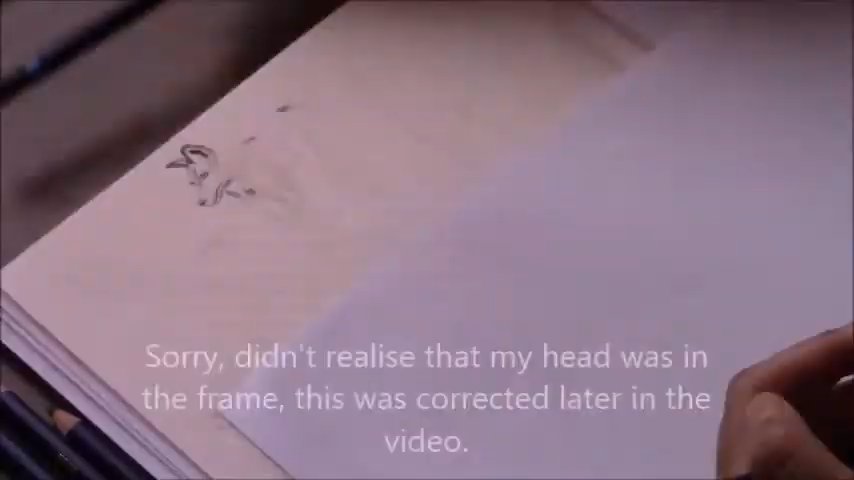 Sorry, didn't realise that my head was in
the frame, this was corrected later in the
video.